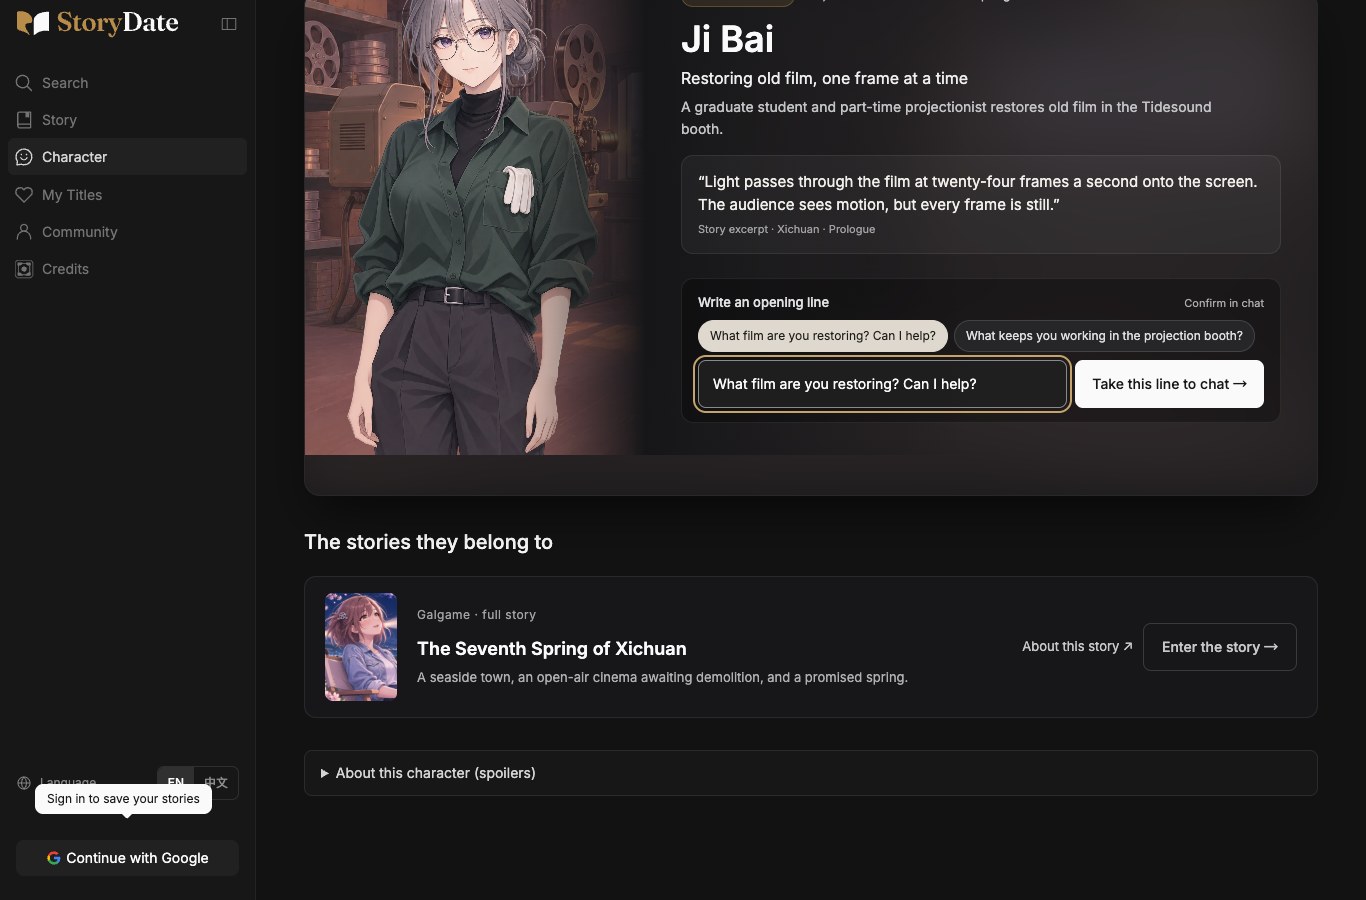 StoryDate
Search
Story
Character
My Titles
Community
Credits
Language
EN
中文
Sign in to save your stories
Continue with Google
Ji Bai
Restoring old film, one frame at a time
A graduate student and part-time projectionist restores old film in the Tidesound
booth.
“Light passes through the film at twenty-four frames a second onto the screen.
The audience sees motion, but every frame is still.”
Story excerpt · Xichuan · Prologue
Write an opening line
Confirm in chat
What film are you restoring? Can I help?
What keeps you working in the projection booth?
What film are you restoring? Can I help?
Take this line to chat →
The stories they belong to
Galgame · full story
The Seventh Spring of Xichuan
A seaside town, an open-air cinema awaiting demolition, and a promised spring.
About this story ↗
Enter the story →
About this character (spoilers)